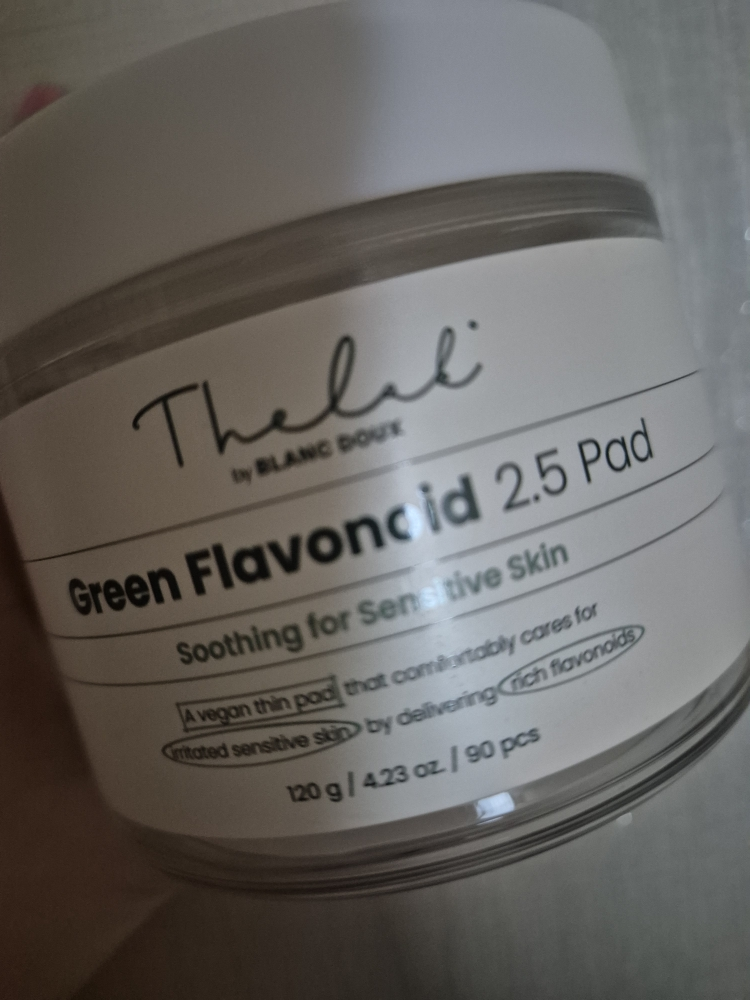 Thelab
by BLANC DOUX
Green Flavonoid 2.5 Pad
Soothing for Sensitive Skin
A vegan thin pad that comfortably cares for
irritated sensitive skin by delivering rich flavonoids
120 g / 4.23 oz. / 90 pcs